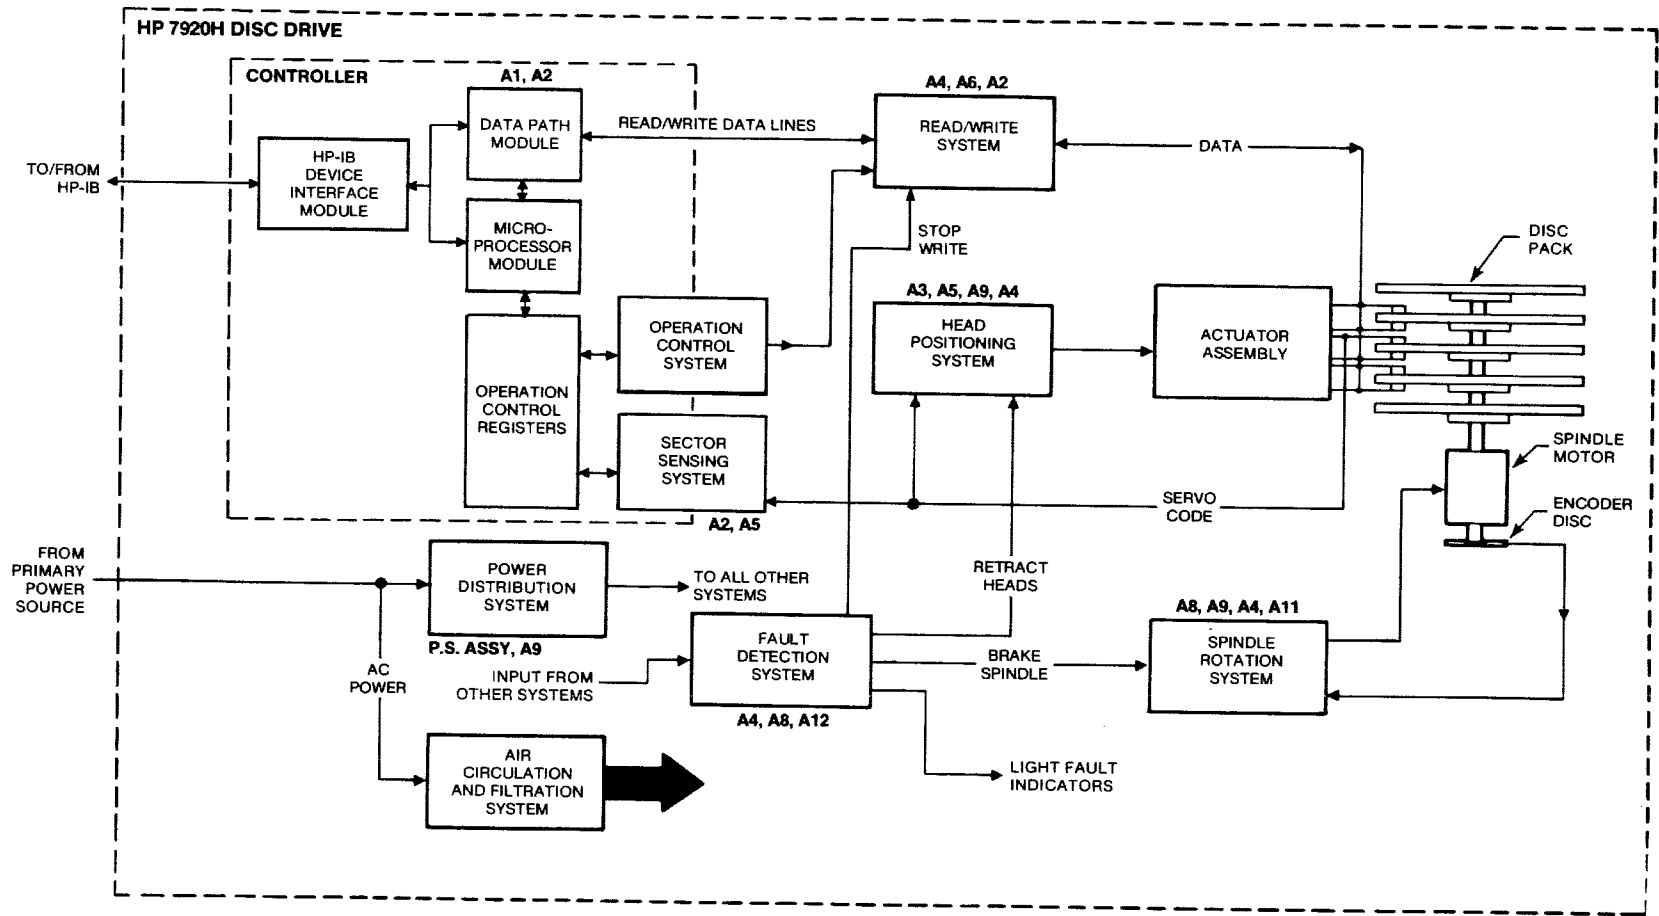 HP 7920H DISC DRIVE
CONTROLLER
A1, A2
DATA PATH
MODULE
READ/WRITE DATA LINES
A4, A6, A2
READ/WRITE
SYSTEM
DATA
TO/FROM
HP-IB
HP-IB
DEVICE
INTERFACE
MODULE
MICRO-
PROCESSOR
MODULE
STOP
WRITE
DISC
PACK
OPERATION
CONTROL
REGISTERS
OPERATION
CONTROL
SYSTEM
A3, A5, A9, A4
HEAD
POSITIONING
SYSTEM
ACTUATOR
ASSEMBLY
SECTOR
SENSING
SYSTEM
A2, A5
SERVO
CODE
SPINDLE
MOTOR
ENCODER
DISC
FROM
PRIMARY
POWER
SOURCE
POWER
DISTRIBUTION
SYSTEM
P.S. ASSY, A9
TO ALL OTHER
SYSTEMS
RETRACT
HEADS
AC
POWER
INPUT FROM
OTHER SYSTEMS
FAULT
DETECTION
SYSTEM
A4, A8, A12
BRAKE
SPINDLE
A8, A9, A4, A11
SPINDLE
ROTATION
SYSTEM
AIR
CIRCULATION
AND FILTRATION
SYSTEM
LIGHT FAULT
INDICATORS